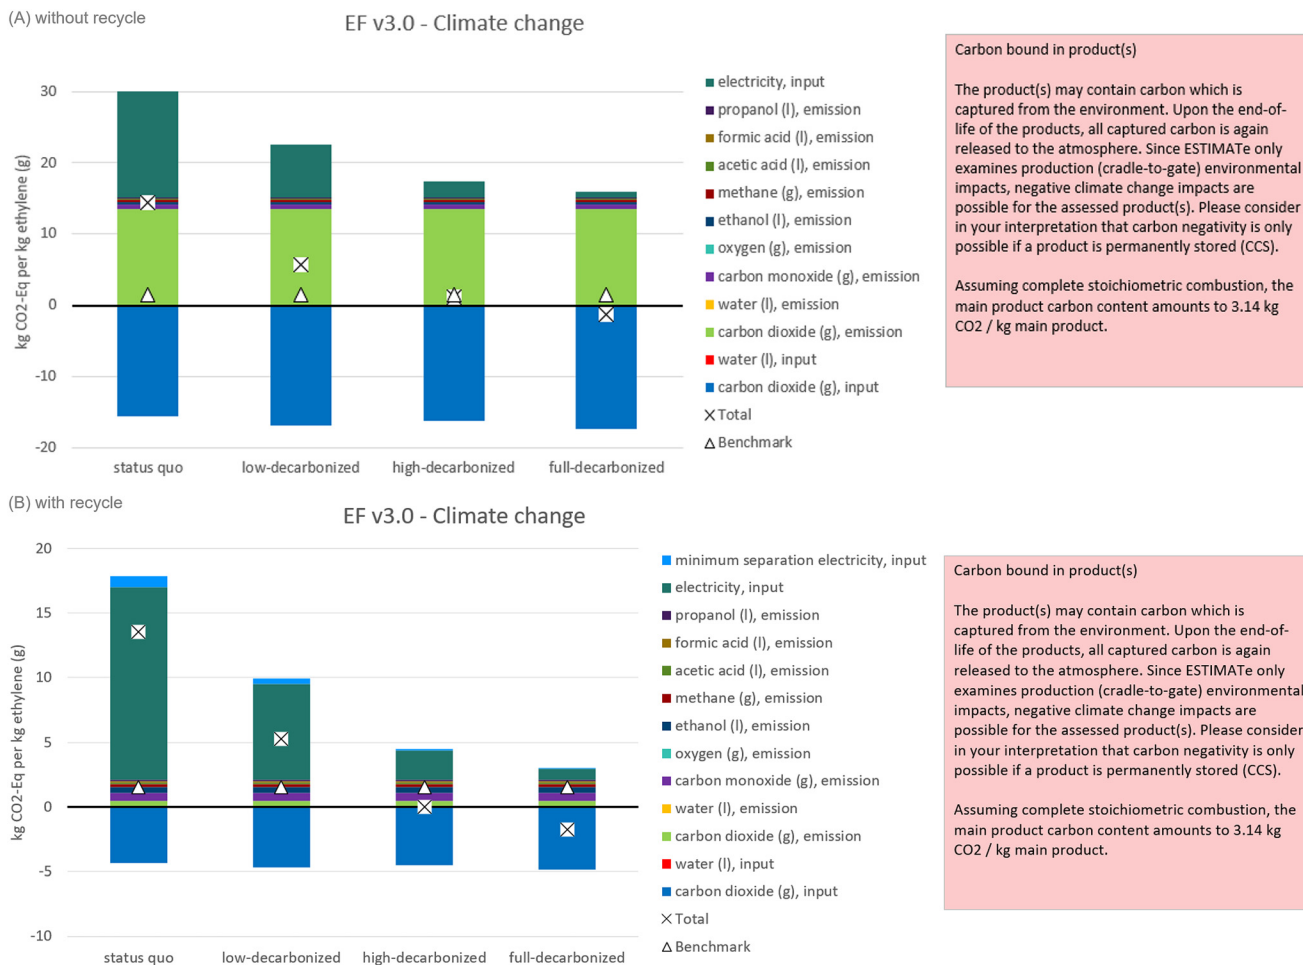 (A) without recycle
EF v3.0 - Climate change
kg CO2-Eq per kg ethylene (g)
30
20
10
0
-10
-20
status quo
low-decarbonized
high-decarbonized
full-decarbonized
electricity, input
propanol (l), emission
formic acid (l), emission
acetic acid (l), emission
methane (g), emission
ethanol (l), emission
oxygen (g), emission
carbon monoxide (g), emission
water (l), emission
carbon dioxide (g), emission
water (l), input
carbon dioxide (g), input
Total
Benchmark
Carbon bound in product(s)
The product(s) may contain carbon which is
captured from the environment. Upon the end-of-
life of the products, all captured carbon is again
released to the atmosphere. Since ESTIMATe only
examines production (cradle-to-gate) environmental
impacts, negative climate change impacts are
possible for the assessed product(s). Please consider
in your interpretation that carbon negativity is only
possible if a product is permanently stored (CCS).
Assuming complete stoichiometric combustion, the
main product carbon content amounts to 3.14 kg
CO2 / kg main product.
(B) with recycle
EF v3.0 - Climate change
kg CO2-Eq per kg ethylene (g)
20
15
10
5
0
-5
-10
status quo
low-decarbonized
high-decarbonized
full-decarbonized
minimum separation electricity, input
electricity, input
propanol (l), emission
formic acid (l), emission
acetic acid (l), emission
methane (g), emission
ethanol (l), emission
oxygen (g), emission
carbon monoxide (g), emission
water (l), emission
carbon dioxide (g), emission
water (l), input
carbon dioxide (g), input
Total
Benchmark
Carbon bound in product(s)
The product(s) may contain carbon which is
captured from the environment. Upon the end-of-
life of the products, all captured carbon is again
released to the atmosphere. Since ESTIMATe only
examines production (cradle-to-gate) environmental
impacts, negative climate change impacts are
possible for the assessed product(s). Please consider
in your interpretation that carbon negativity is only
possible if a product is permanently stored (CCS).
Assuming complete stoichiometric combustion, the
main product carbon content amounts to 3.14 kg
CO2 / kg main product.